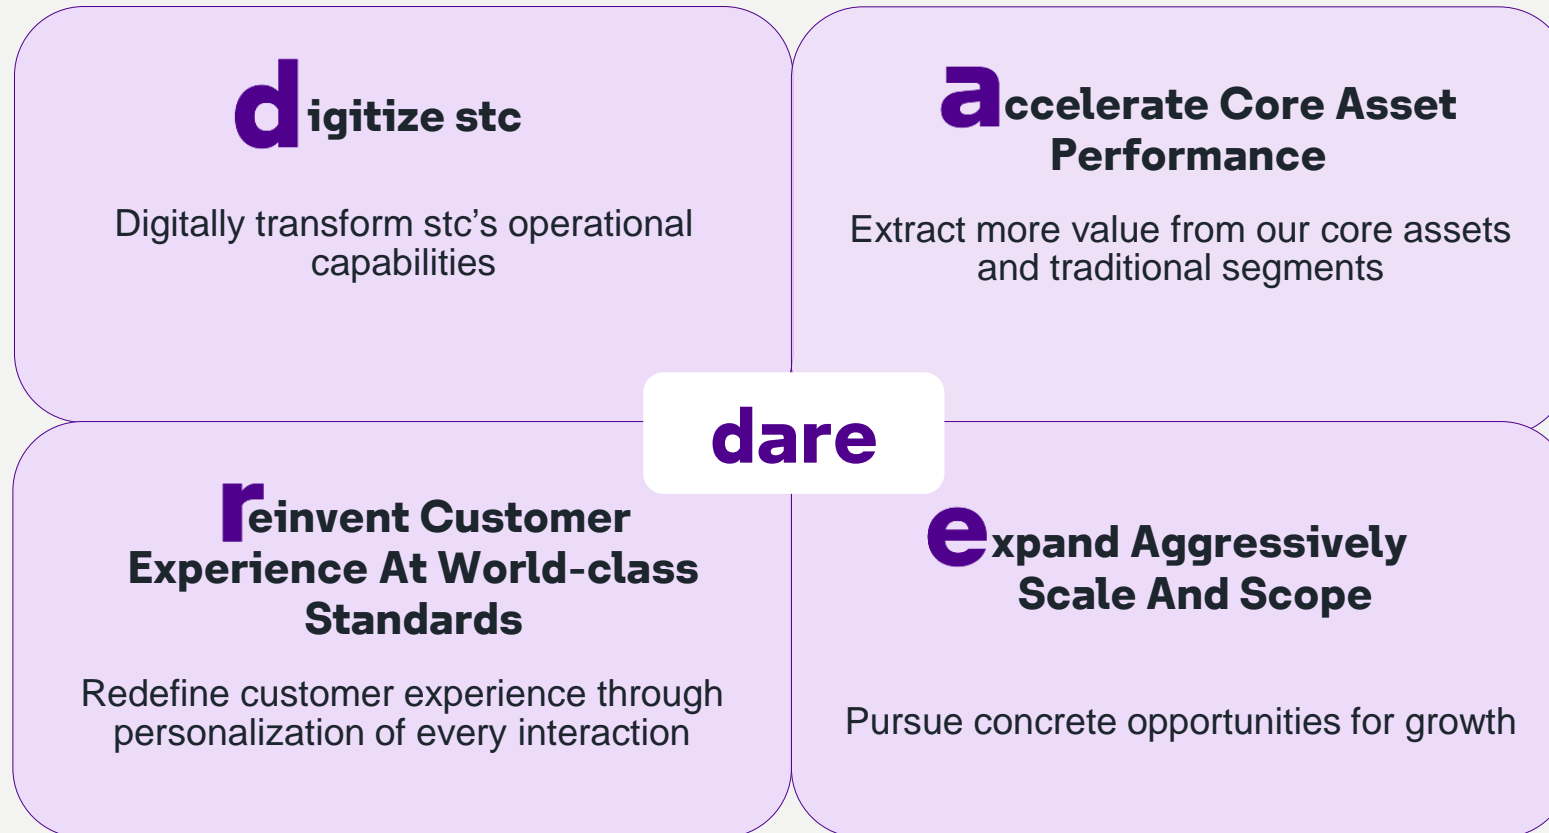 digitize stc
Digitally transform stc’s operational
capabilities
accelerate Core Asset
Performance
Extract more value from our core assets
and traditional segments
dare
reinvent Customer
Experience At World-class
Standards
Redefine customer experience through
personalization of every interaction
expand Aggressively
Scale And Scope
Pursue concrete opportunities for growth